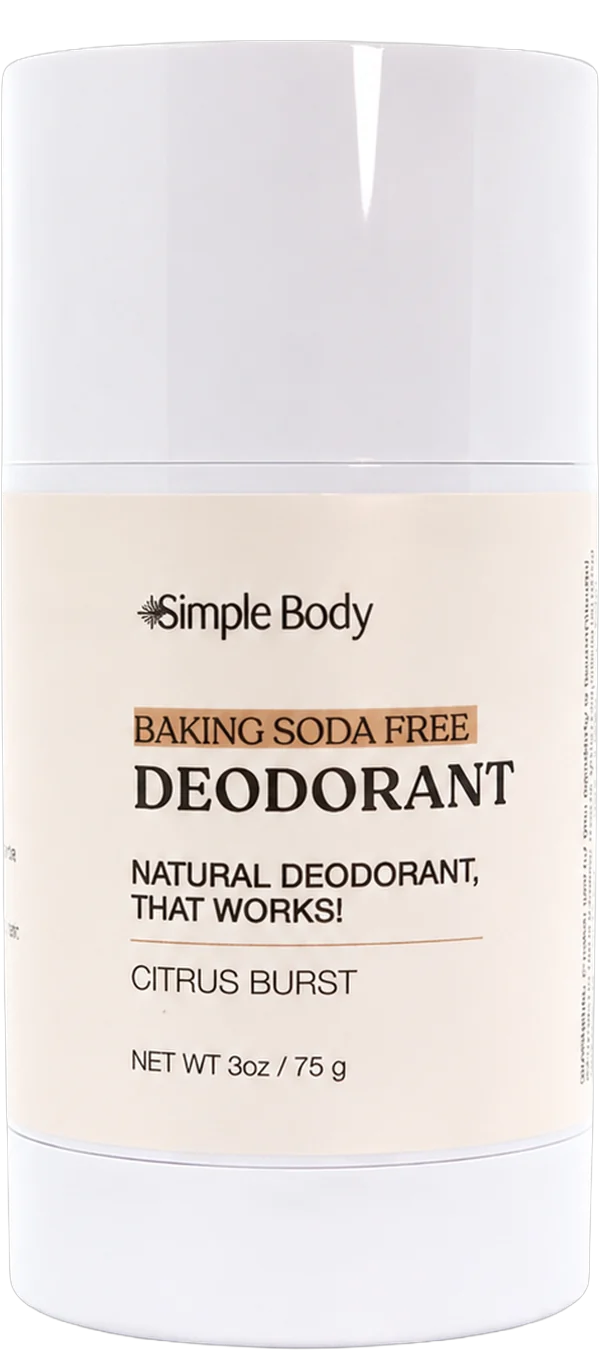 Simple Body
BAKING SODA FREE
DEODORANT
NATURAL DEODORANT,
THAT WORKS!
CITRUS BURST
NET WT 3oz / 75 g